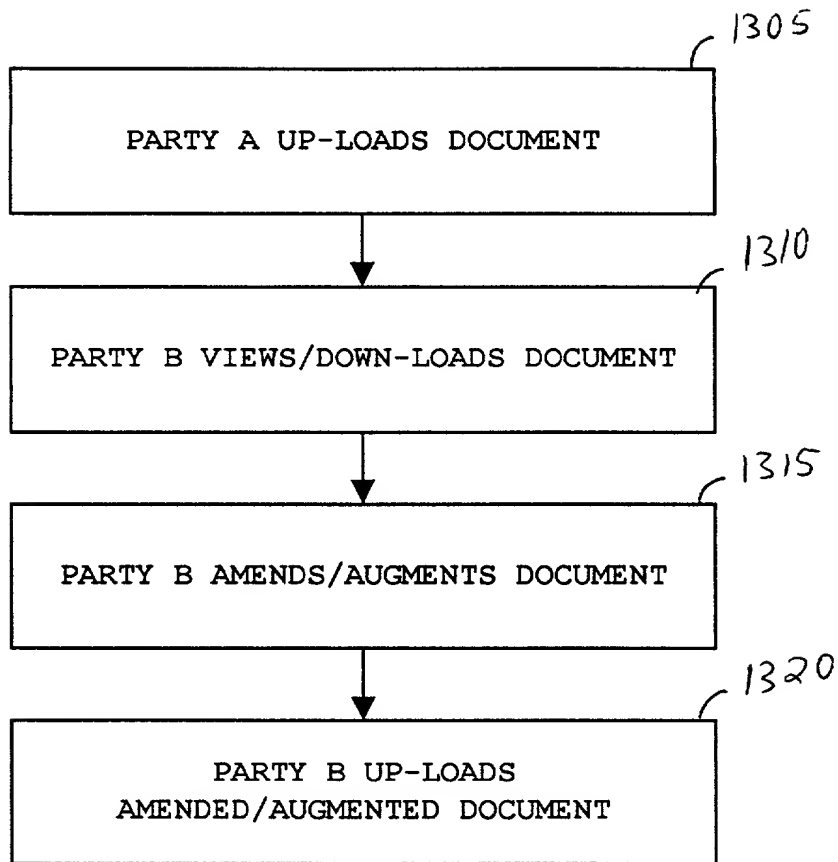 1305
PARTY A UP-LOADS DOCUMENT
1310
PARTY B VIEWS/DOWN-LOADS DOCUMENT
1315
PARTY B AMENDS/AUGMENTS DOCUMENT
1320
PARTY B UP-LOADS
AMENDED/AUGMENTED DOCUMENT